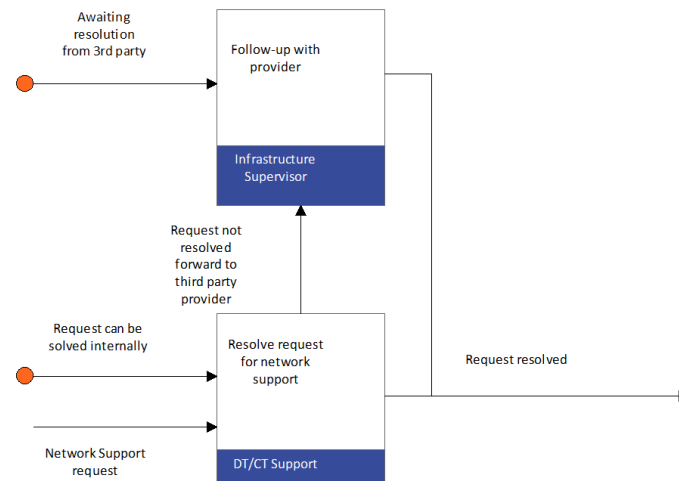 Awaiting
resolution
from 3rd party
Follow-up with
provider
Infrastructure
Supervisor
Request not
resolved
forward to
third party
provider
Request can be
solved internally
Resolve request
for network
support
Request resolved
Network Support
request
DT/CT Support